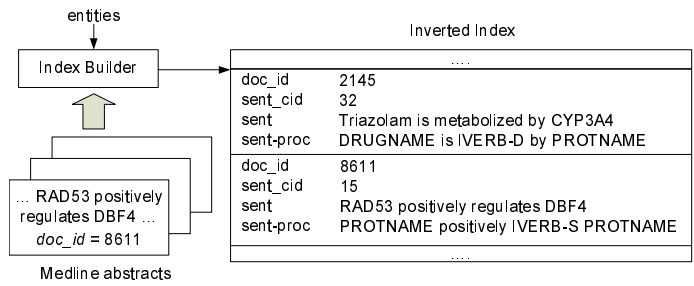 entities
Index Builder
... RAD53 positively
regulates DBF4 ...
doc_id = 8611
Medline abstracts
Inverted Index
....
doc_id 2145
sent_cid 32
sent Triazolam is metabolized by CYP3A4
sent-proc DRUGNAME is IVERB-D by PROTNAME
doc_id 8611
sent_cid 15
sent RAD53 positively regulates DBF4
sent-proc PROTNAME positively IVERB-S PROTNAME
....